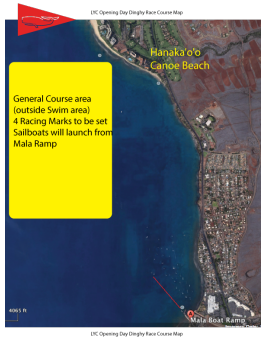 LYC Opening Day Dinghy Race Course Map
Hanaka'o'o
Canoe Beach
General Course area
(outside Swim area)
4 Racing Marks to be set
Sailboats will launch from
Mala Ramp
4065 ft
Mala Boat Ramp
LYC Opening Day Dinghy Race Course Map